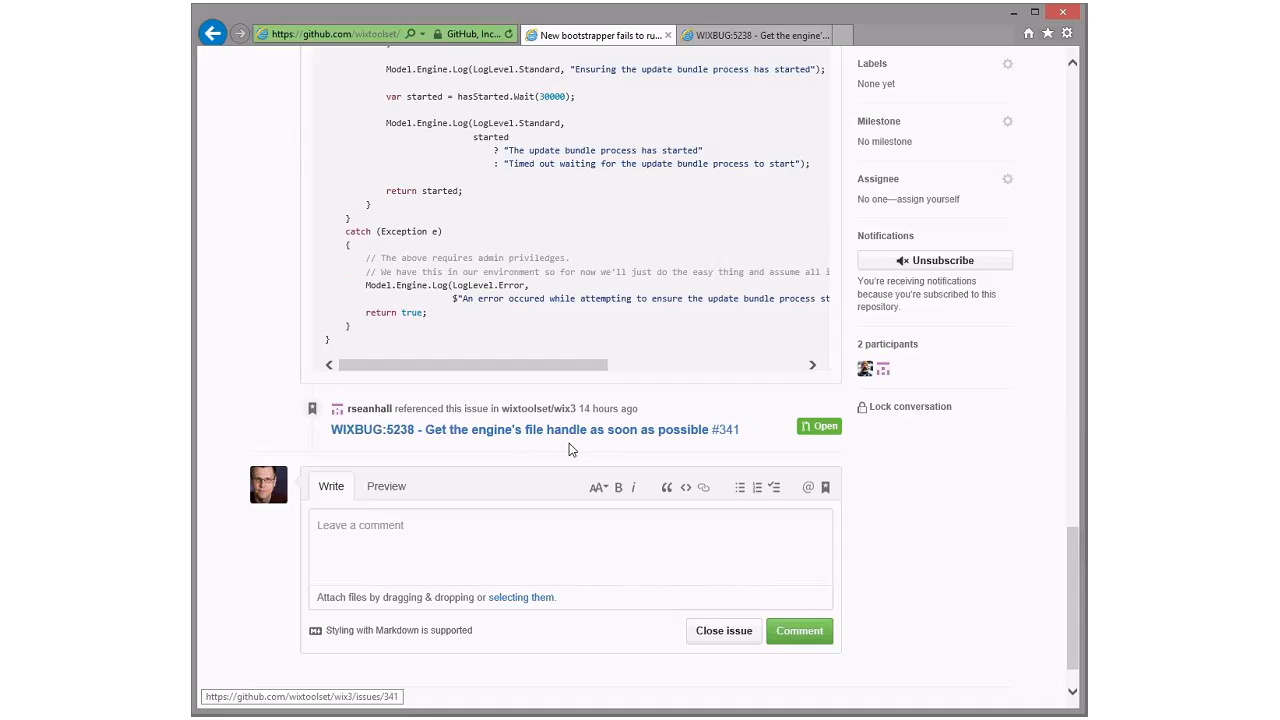 https://github.com/wixtoolset/
GitHub, Inc...
New bootstrapper fails to ru...
WIXBUG:5238 - Get the engine'...
Model.Engine.Log(LogLevel.Standard, "Ensuring the update bundle process has started");
var started = hasStarted.Wait(30000);
Model.Engine.Log(LogLevel.Standard,
started
? "The update bundle process has started"
: "Timed out waiting for the update bundle process to start");
return started;
}
}
catch (Exception e)
{
// The above requires admin priviledges.
// We have this in our environment so for now we'll just do the easy thing and assume all i
Model.Engine.Log(LogLevel.Error,
$"An error occured while attempting to ensure the update bundle process st
return true;
}
}
Labels
None yet
Milestone
No milestone
Assignee
No one—assign yourself
Notifications
Unsubscribe
You're receiving notifications
because you're subscribed to this
repository.
2 participants
Lock conversation
rseanhall referenced this issue in wixtoolset/wix3 14 hours ago
WIXBUG:5238 - Get the engine's file handle as soon as possible #341
Open
Write
Preview
AA B i
@
Leave a comment
Attach files by dragging & dropping or selecting them.
Styling with Markdown is supported
Close issue
Comment
https://github.com/wixtoolset/wix3/issues/341